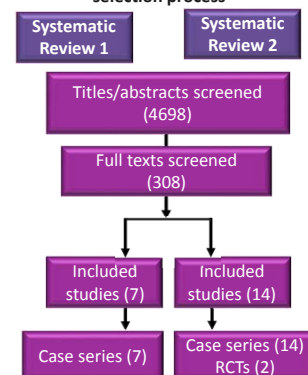 selection process
Systematic
Review 1
Systematic
Review 2
Titles/abstracts screened
(4698)
Full texts screened
(308)
Included
studies (7)
Included
studies (14)
Case series (7)
Case series (14)
RCTs (2)